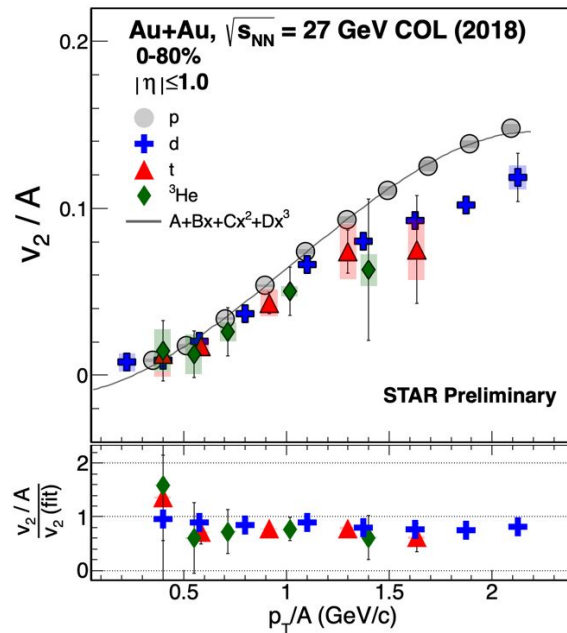 Au+Au, √sNN = 27 GeV COL (2018)
0-80%
|η|≤1.0
p
d
t
³He
A+Bx+Cx²+Dx³
STAR Preliminary
v₂ / A
0.2
0.1
0
v₂ / A
v₂ (fit)
2
1
0
0.5 1 1.5 2
p_T/A (GeV/c)